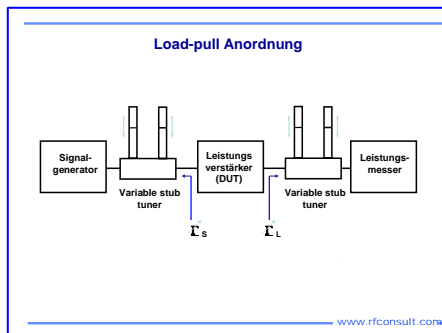 Load-pull Anordnung
Signal-
generator
Variable stub
tuner
Leistungs
verstärker
(DUT)
Variable stub
tuner
Leistungs-
messer
Γ S
Γ L
www.rfconsult.com